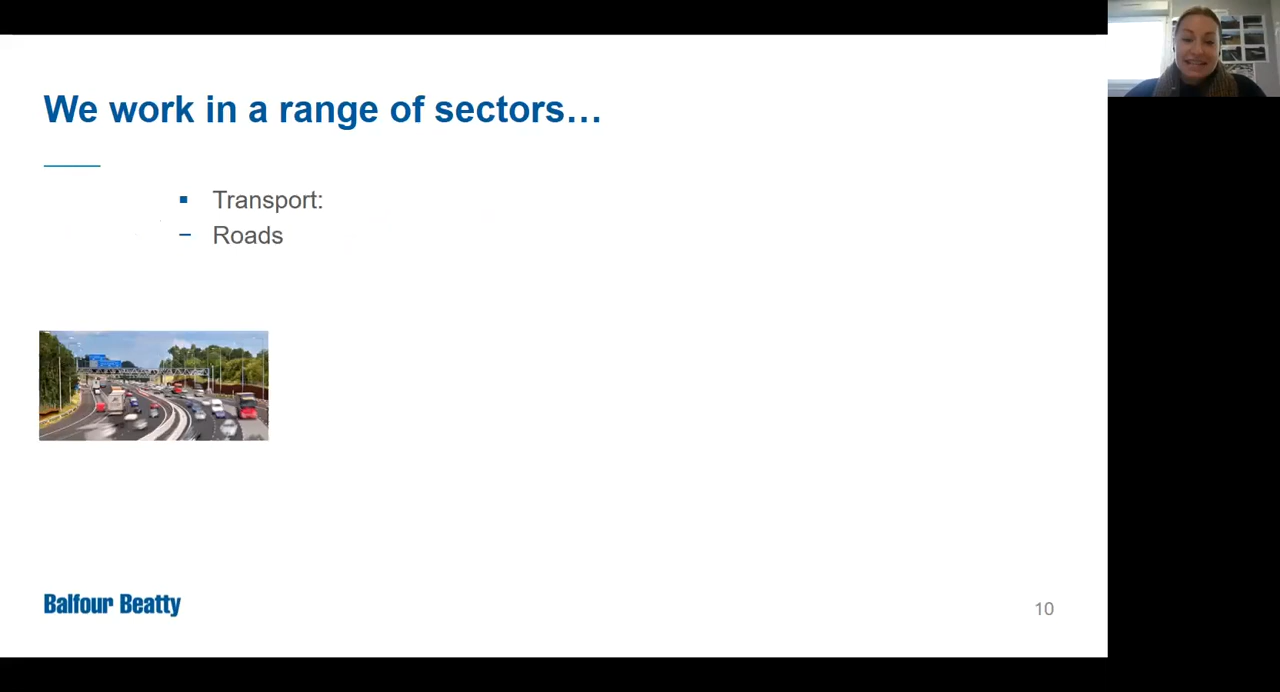 We work in a range of sectors…
Transport:
Roads
Balfour Beatty
10